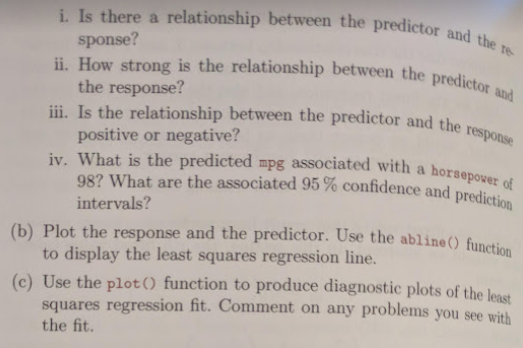 i. Is there a relationship between the predictor and the re-
sponse?
ii. How strong is the relationship between the predictor and
the response?
iii. Is the relationship between the predictor and the response
positive or negative?
iv. What is the predicted mpg associated with a horsepower of
98? What are the associated 95 % confidence and prediction
intervals?
(b) Plot the response and the predictor. Use the abline() function
to display the least squares regression line.
(c) Use the plot() function to produce diagnostic plots of the least
squares regression fit. Comment on any problems you see with
the fit.